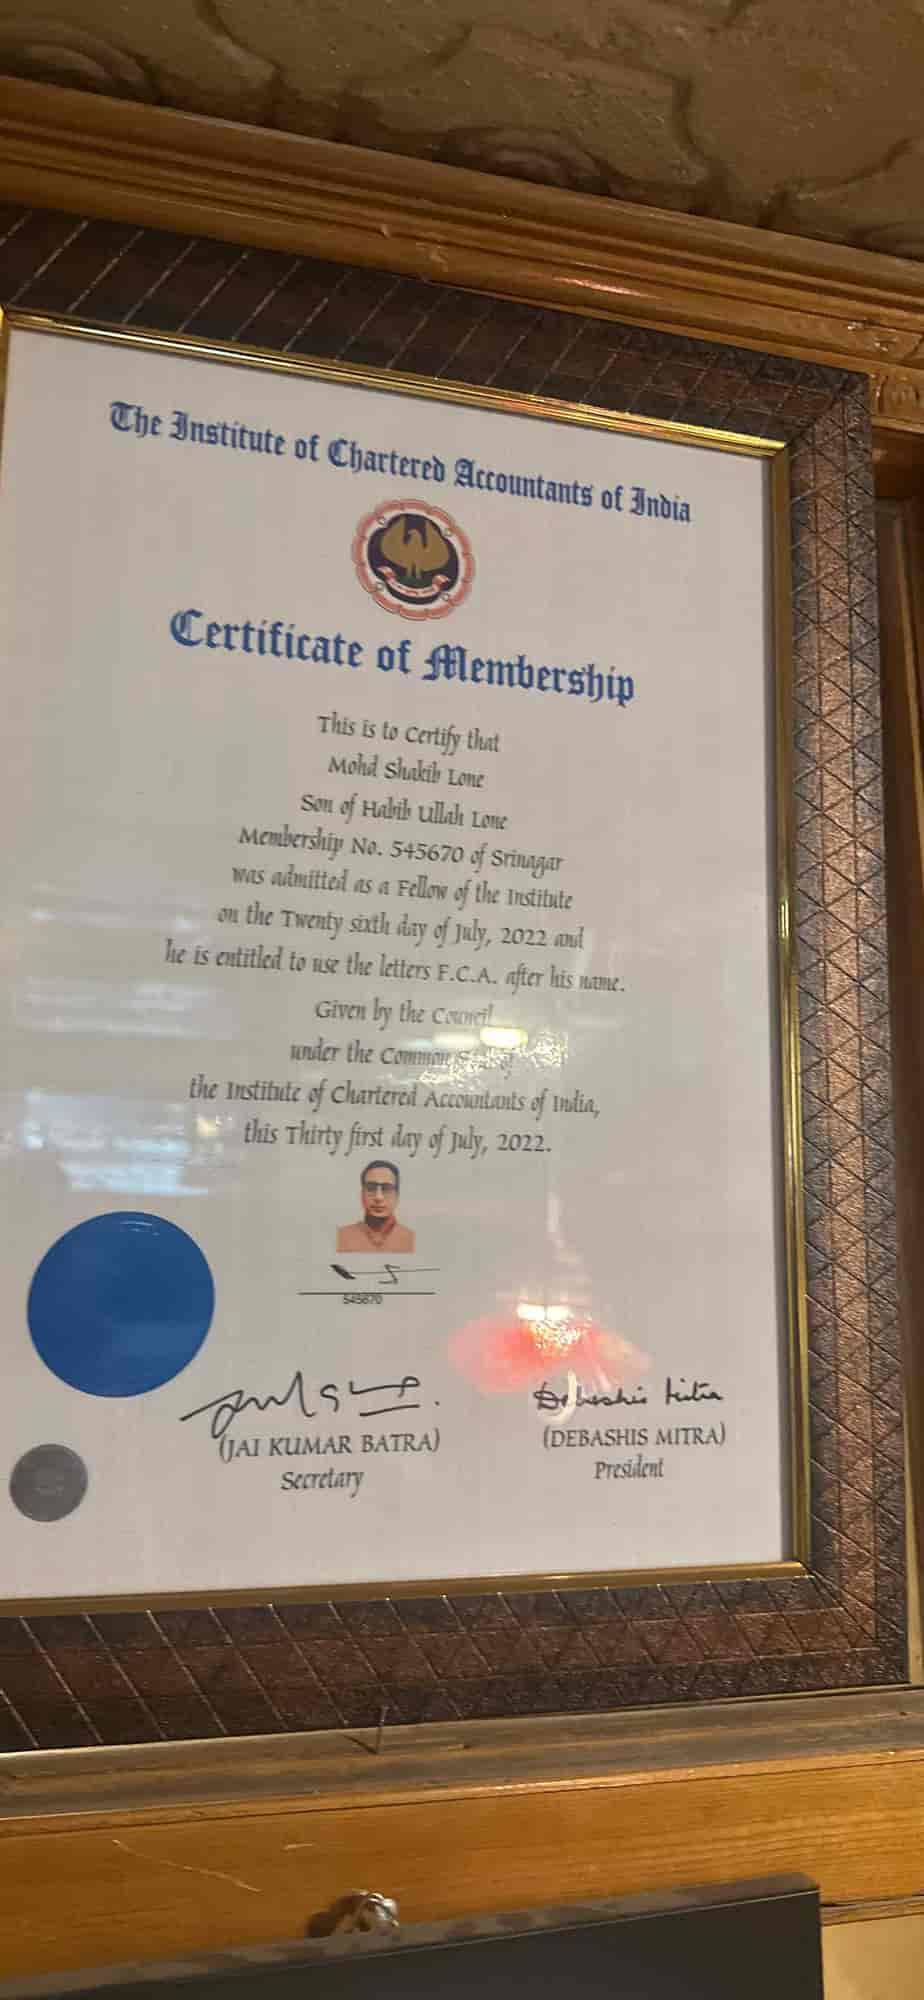 The Institute of Chartered Accountants of India
Certificate of Membership
This is to Certify that
Mohd Shakib Lone
Son of Habib Ullah Lone
Membership No. 545670 of Srinagar
was admitted as a Fellow of the Institute
on the Twenty sixth day of July, 2022 and
he is entitled to use the letters F.C.A. after his name.
Given by the Council
under the Common Seal of
the Institute of Chartered Accountants of India,
this Thirty first day of July, 2022.
545670
Debashis Mitra
(JAI KUMAR BATRA)
(DEBASHIS MITRA)
Secretary
President